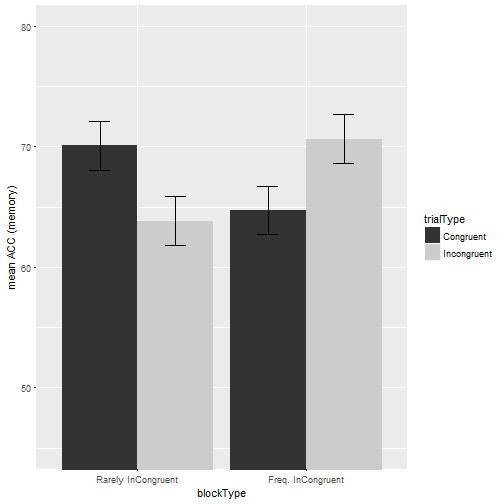 80
70
60
50
mean ACC (memory)
Rarely InCongruent
Freq. InCongruent
blockType
trialType
Congruent
Incongruent